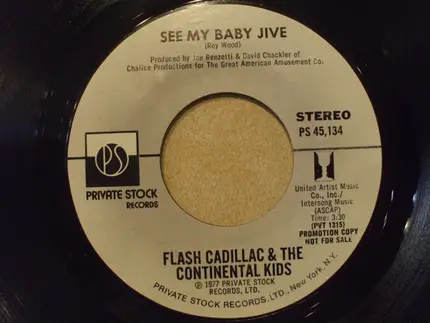 SEE MY BABY JIVE
(Roy Wood)
Produced by Joe Renzetti & David Chackler of
Chalice Productions for The Great American Amusement Co.
PS
PRIVATE STOCK
RECORDS
STEREO
PS 45,134
United Artist Music
Co., Inc./
Intersong Music
(ASCAP)
Time: 3:30
(PVT 1315)
PROMOTION COPY
NOT FOR SALE
FLASH CADILLAC & THE
CONTINENTAL KIDS
℗ 1977 PRIVATE STOCK
RECORDS, LTD.
PRIVATE STOCK RECORDS, LTD., New York, N.Y.